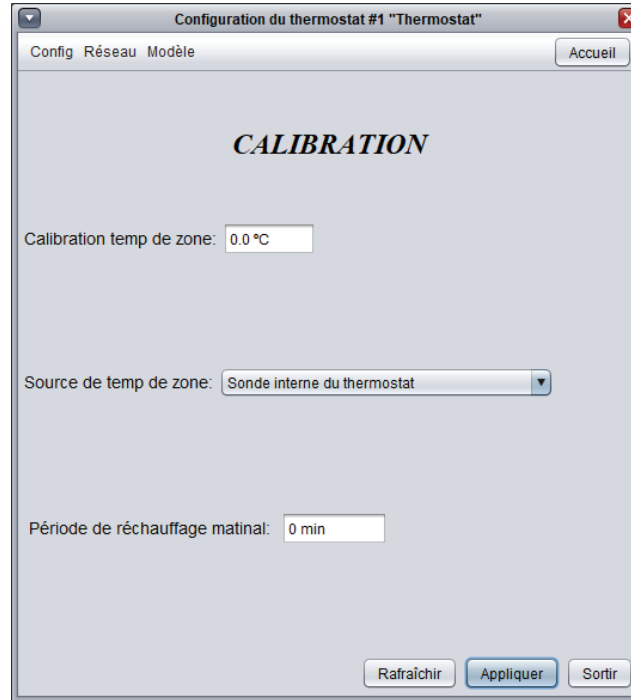 Configuration du thermostat #1 "Thermostat"
Config Réseau Modèle Accueil
CALIBRATION
Calibration temp de zone: 0.0 °C
Source de temp de zone: Sonde interne du thermostat
Période de réchauffage matinal: 0 min
Rafraîchir Appliquer Sortir